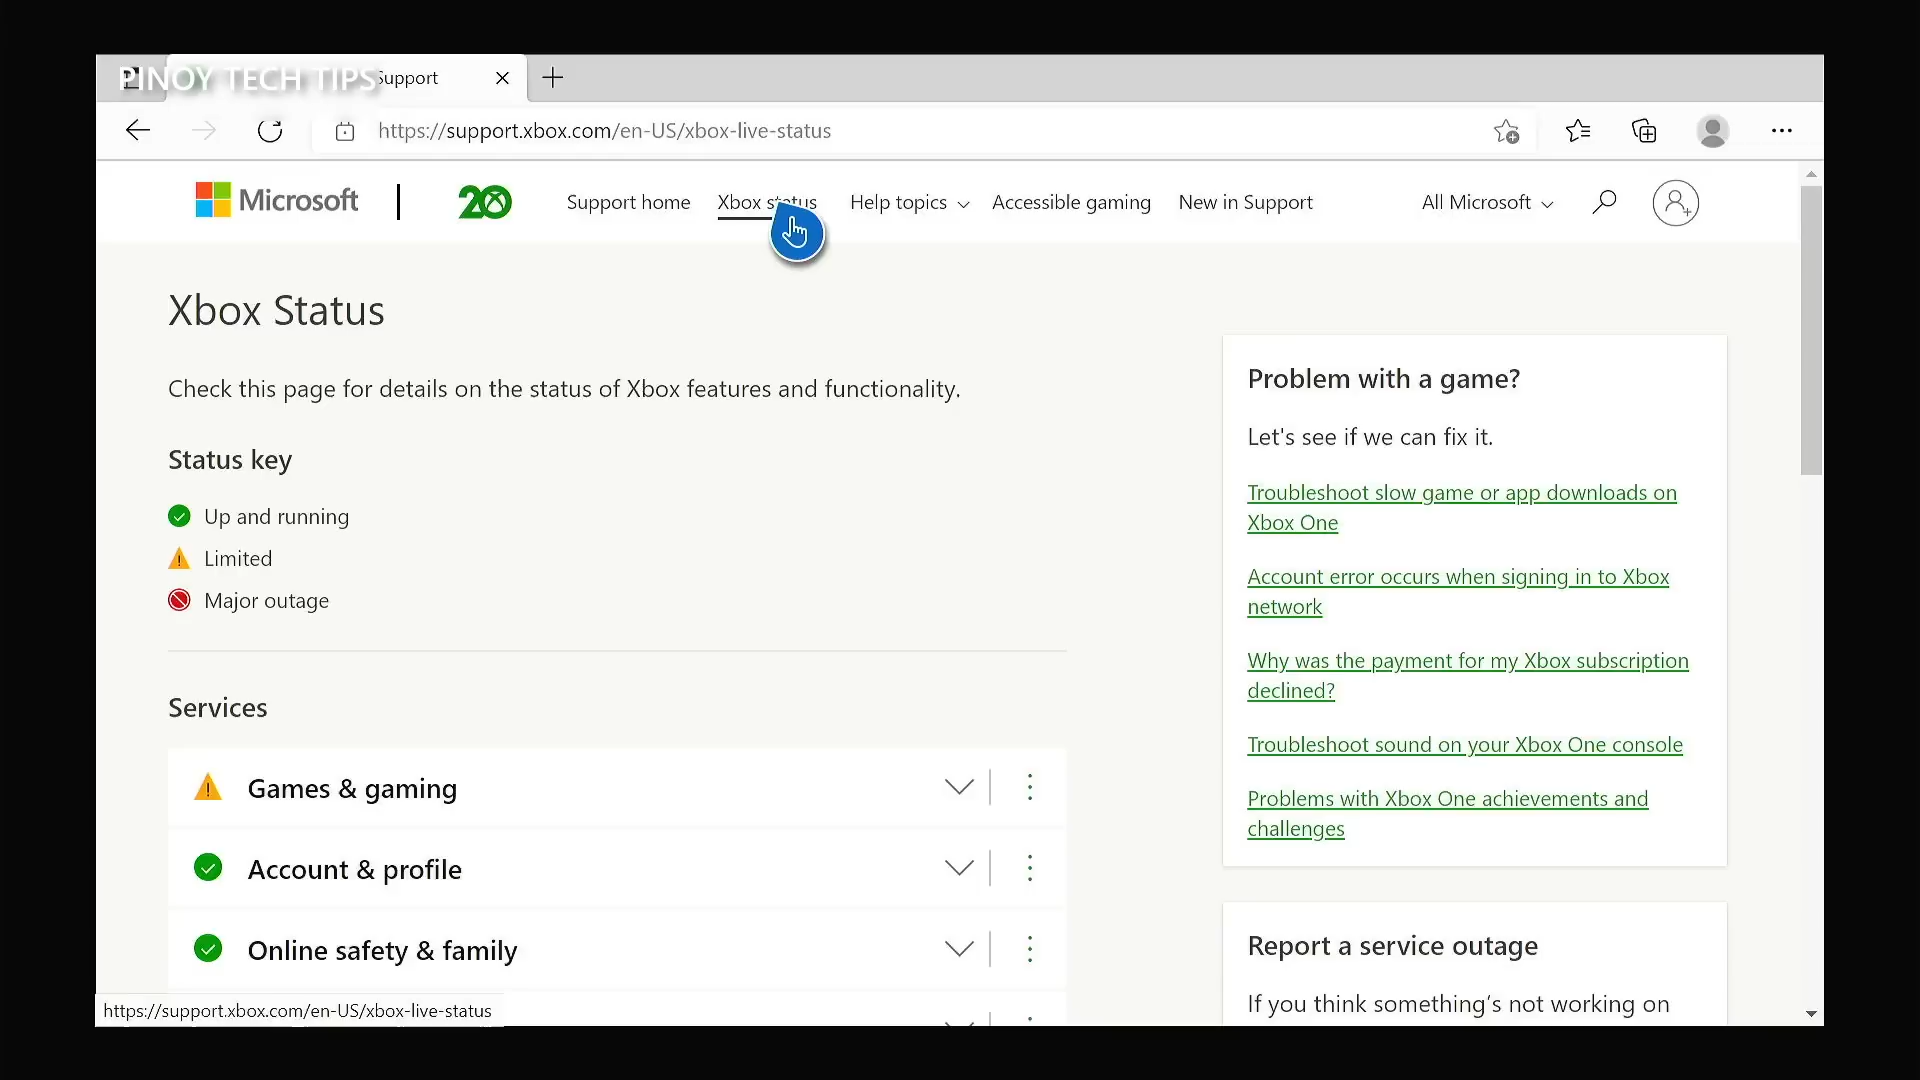 PINOY TECH TIPS
Support
https://support.xbox.com/en-US/xbox-live-status
Microsoft
20
Support home
Xbox status
Help topics
Accessible gaming
New in Support
All Microsoft
Xbox Status
Check this page for details on the status of Xbox features and functionality.
Status key
Up and running
Limited
Major outage
Services
Games & gaming
Account & profile
Online safety & family
Problem with a game?
Let's see if we can fix it.
Troubleshoot slow game or app downloads on
Xbox One
Account error occurs when signing in to Xbox
network
Why was the payment for my Xbox subscription
declined?
Troubleshoot sound on your Xbox One console
Problems with Xbox One achievements and
challenges
Report a service outage
If you think something's not working on
https://support.xbox.com/en-US/xbox-live-status